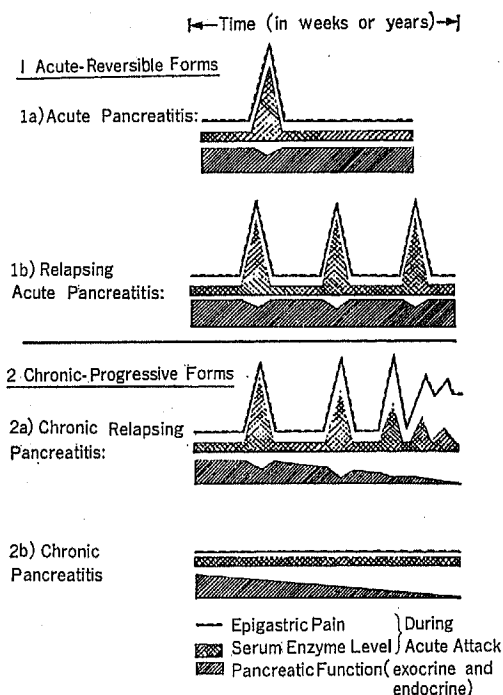 Time (in weeks or years)
1 Acute-Reversible Forms
1a) Acute Pancreatitis:
1b) Relapsing
Acute Pancreatitis:
2 Chronic-Progressive Forms
2a) Chronic Relapsing
Pancreatitis:
2b) Chronic
Pancreatitis
Epigastric Pain } During
Serum Enzyme Level } Acute Attack
Pancreatic Function (exocrine and
endocrine)